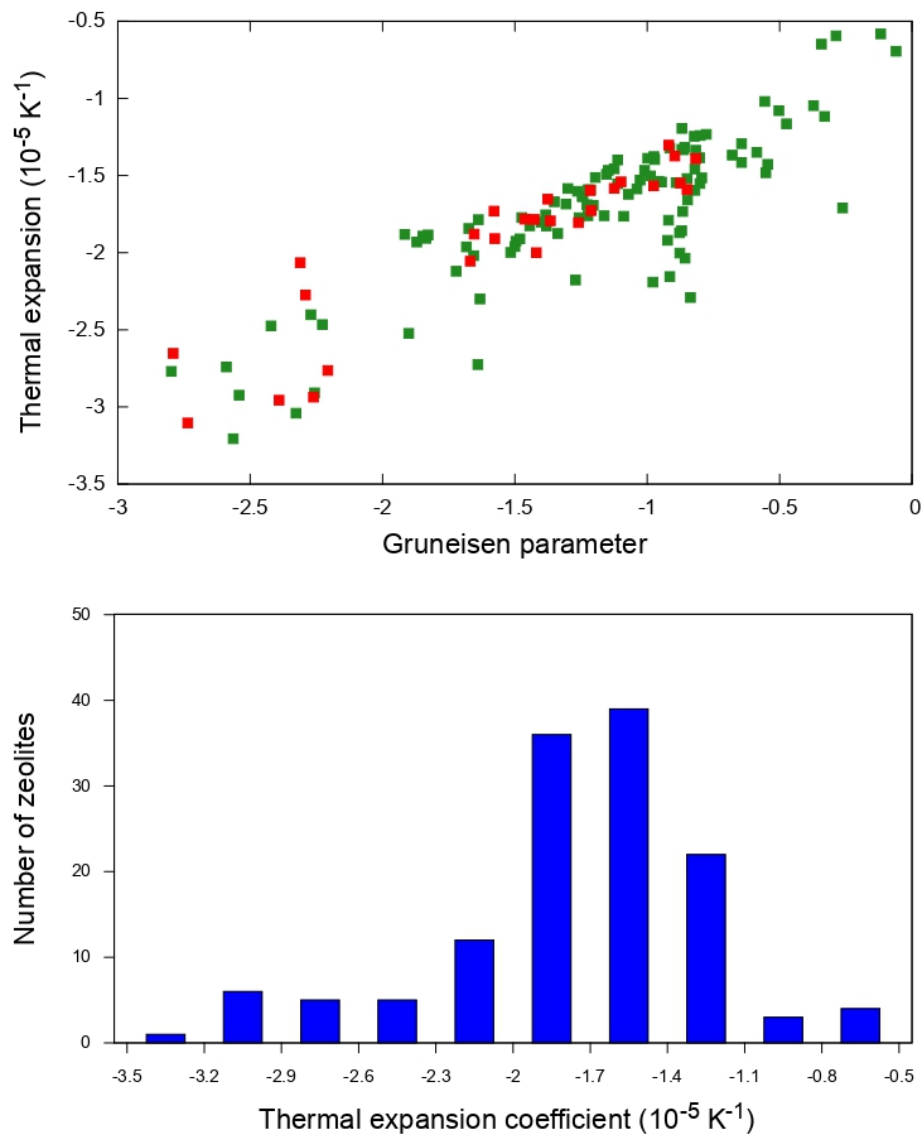 -0.5
-1
-1.5
-2
-2.5
-3
-3.5
Thermal expansion (10-5 K-1)
-3 -2.5 -2 -1.5 -1 -0.5 0
Gruneisen parameter
50
40
30
20
10
0
Number of zeolites
-3.5 -3.2 -2.9 -2.6 -2.3 -2 -1.7 -1.4 -1.1 -0.8 -0.5
Thermal expansion coefficient (10-5 K-1)